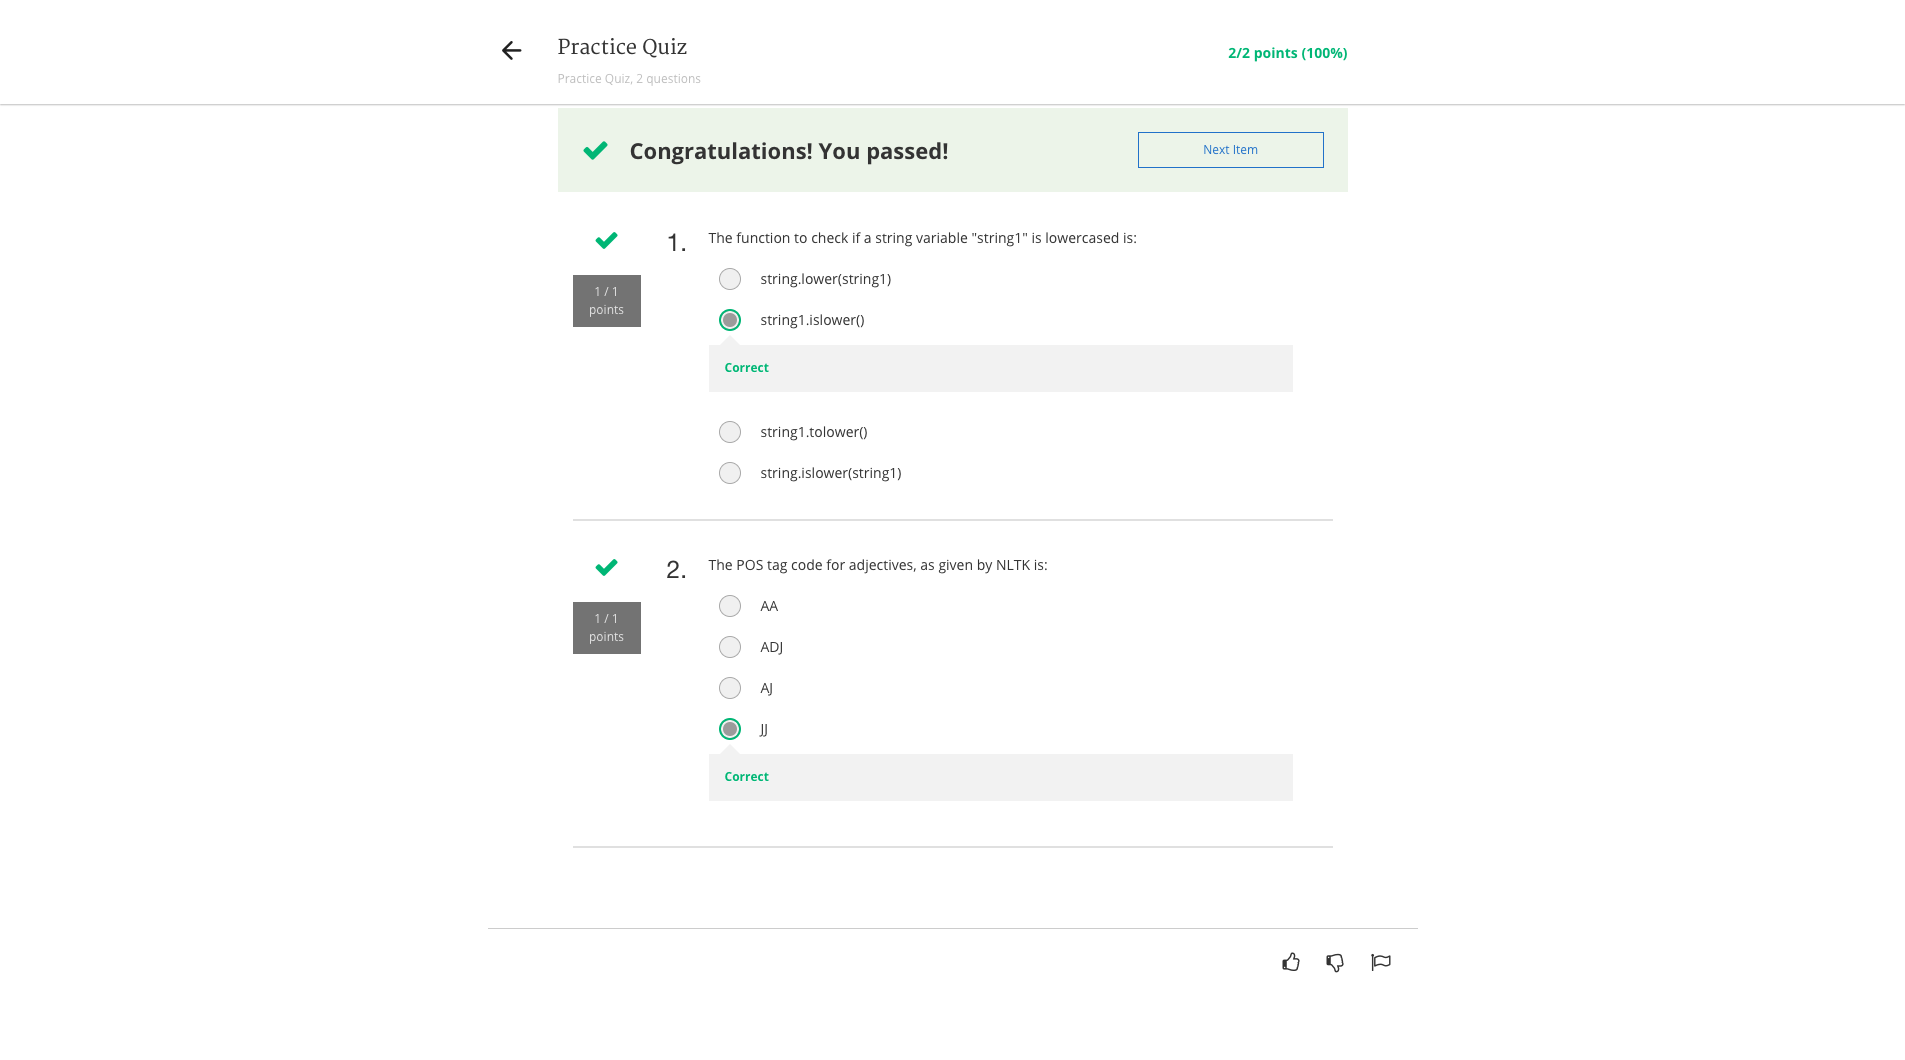 Practice Quiz
2/2 points (100%)
Practice Quiz, 2 questions
Congratulations! You passed!
Next Item
1.
The function to check if a string variable "string1" is lowercased is:
1 / 1
points
string.lower(string1)
string1.islower()
Correct
string1.tolower()
string.islower(string1)
2.
The POS tag code for adjectives, as given by NLTK is:
1 / 1
points
AA
ADJ
AJ
JJ
Correct